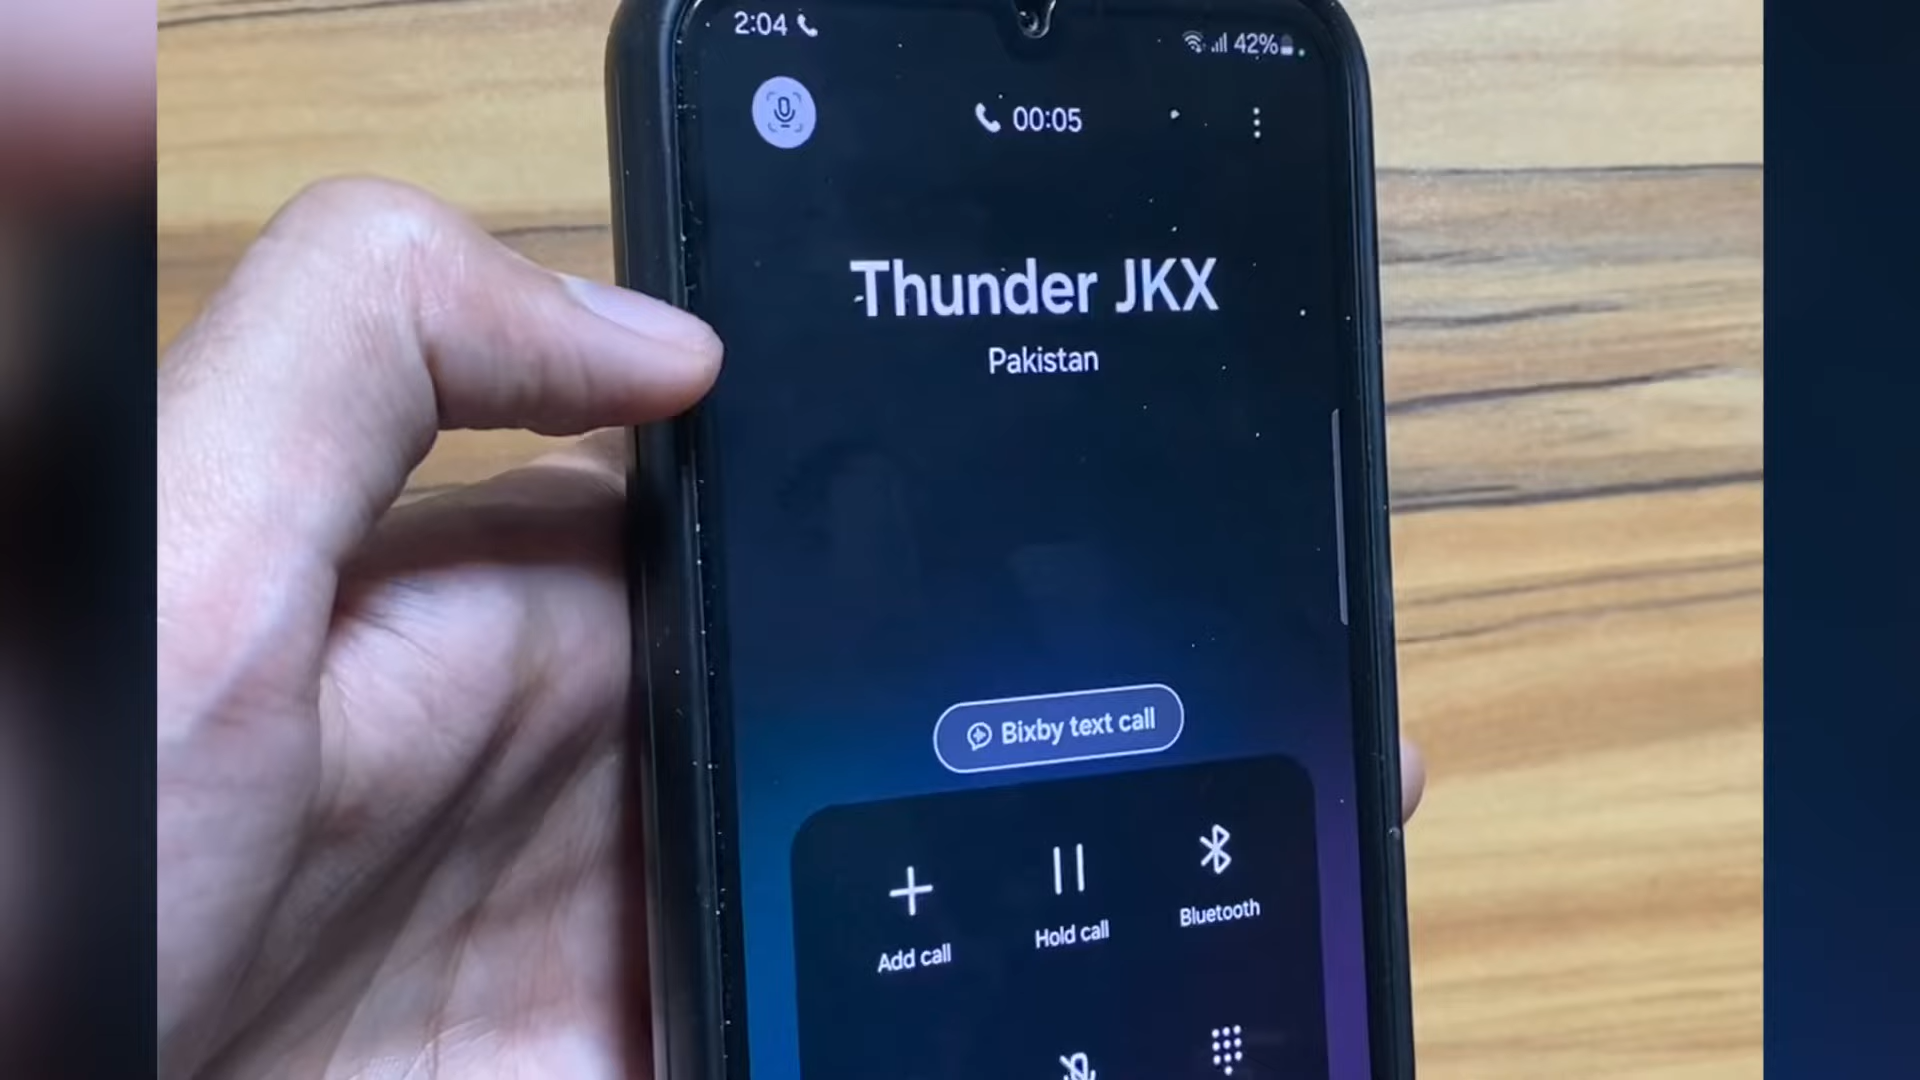 2:04
42%
00:05
Thunder JKX
Pakistan
Bixby text call
Add call
Hold call
Bluetooth